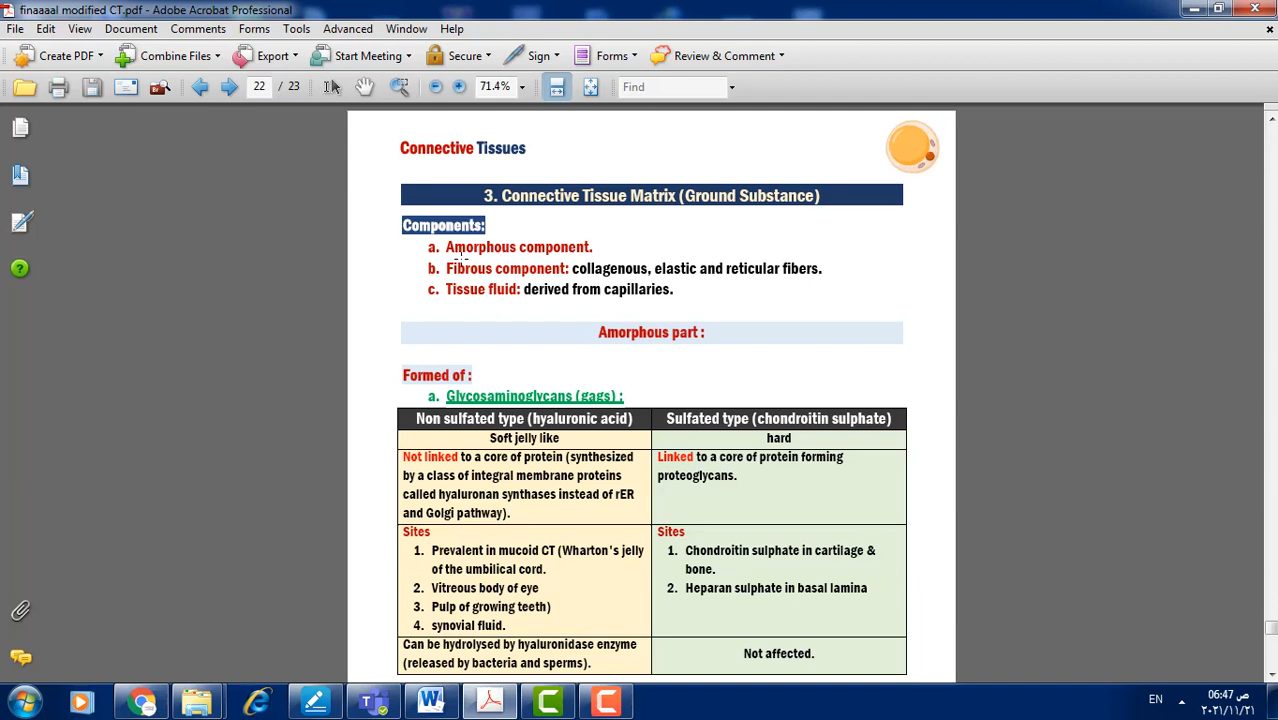 finaaaal modified CT.pdf - Adobe Acrobat Professional
File Edit View Document Comments Forms Tools Advanced Window Help
Create PDF Combine Files Export Start Meeting Secure Sign Forms Review & Comment
22 / 23 71.4% Find
Connective Tissues
3. Connective Tissue Matrix (Ground Substance)
Components:
a. Amorphous component.
b. Fibrous component: collagenous, elastic and reticular fibers.
c. Tissue fluid: derived from capillaries.
Amorphous part :
Formed of :
a. Glycosaminoglycans (gags) :
Non sulfated type (hyaluronic acid)
Sulfated type (chondroitin sulphate)
Soft jelly like
hard
Not linked to a core of protein (synthesized
by a class of integral membrane proteins
called hyaluronan synthases instead of rER
and Golgi pathway).
Linked to a core of protein forming
proteoglycans.
Sites
1. Prevalent in mucoid CT (Wharton's jelly
of the umbilical cord.
2. Vitreous body of eye
3. Pulp of growing teeth)
4. synovial fluid.
Sites
1. Chondroitin sulphate in cartilage &
bone.
2. Heparan sulphate in basal lamina
Can be hydrolysed by hyaluronidase enzyme
(released by bacteria and sperms).
Not affected.
EN
06:47 ص
٢٠٢١/١١/٢١